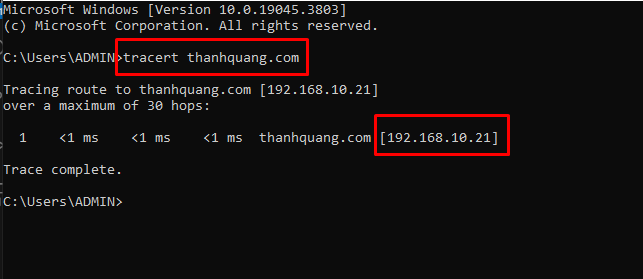 Microsoft Windows [Version 10.0.19045.3803]
(c) Microsoft Corporation. All rights reserved.
C:\Users\ADMIN>tracert thanhquang.com
Tracing route to thanhquang.com [192.168.10.21]
over a maximum of 30 hops:
1 <1 ms <1 ms <1 ms thanhquang.com [192.168.10.21]
Trace complete.
C:\Users\ADMIN>